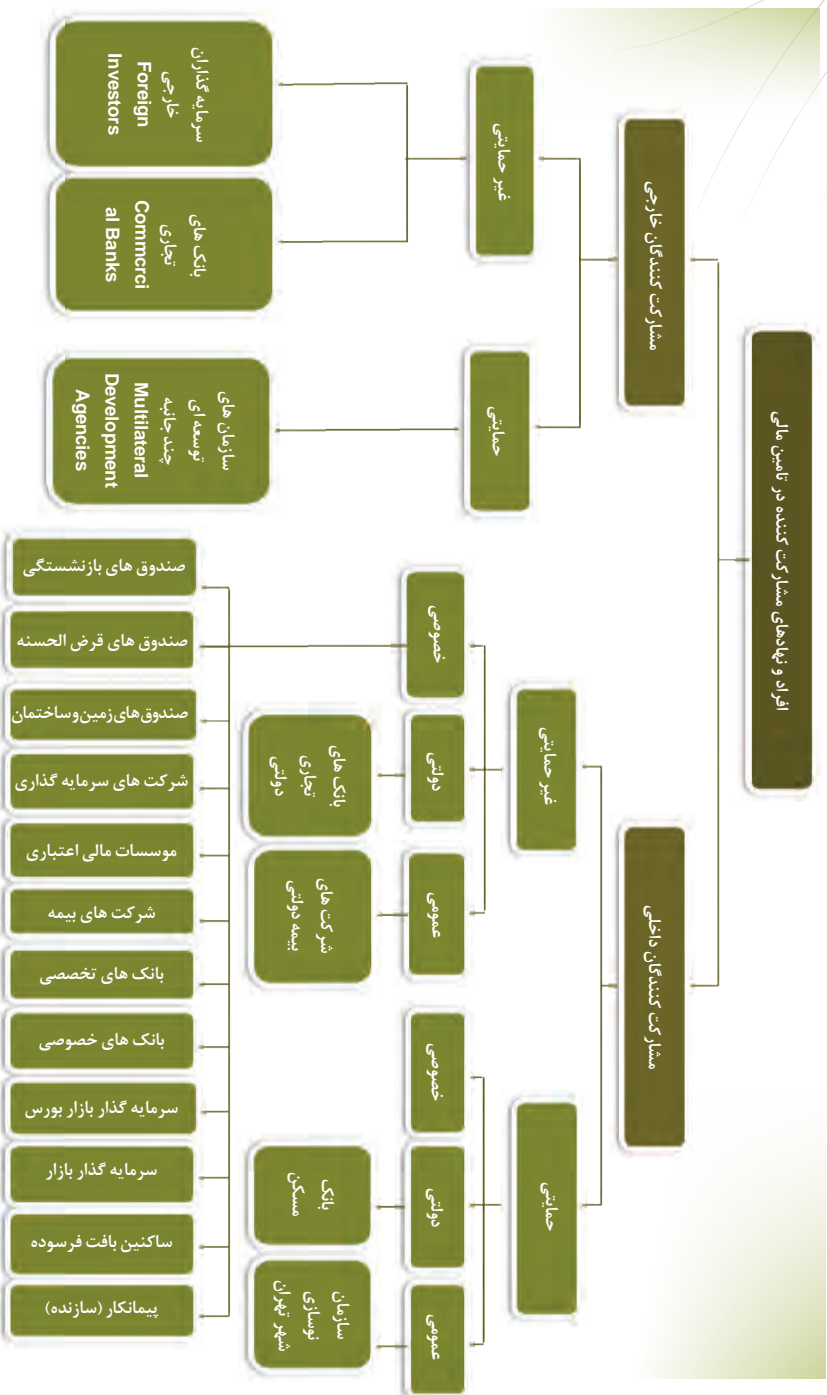 افراد و نهادهای مشارکت کننده در تامین مالی
مشارکت کنندگان خارجی
مشارکت کنندگان داخلی
غیر حمایتی
حمایتی
غیر حمایتی
حمایتی
سرمایه گذاران
خارجی
Foreign
Investors
بانک های
تجاری
Commerci
al Banks
سازمان های
توسعه ای
چند جانبه
Multilateral
Development
Agencies
خصوصی
دولتی
عمومی
خصوصی
دولتی
عمومی
بانک های
تجاری
دولتی
شرکت های
بیمه دولتی
بانک
مسکن
سازمان
نوسازی
شهر تهران
صندوق های بازنشستگی
صندوق های قرض الحسنه
صندوق‌های زمین و ساختمان
شرکت های سرمایه گذاری
موسسات مالی اعتباری
شرکت های بیمه
بانک های تخصصی
بانک های خصوصی
سرمایه گذار بازار بورس
سرمایه گذار بازار
ساکنین بافت فرسوده
پیمانکار (سازنده)